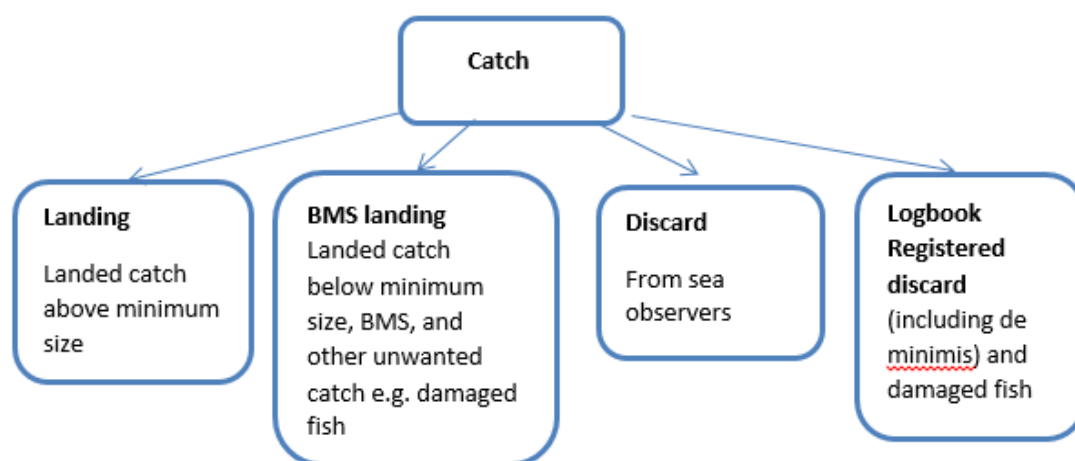 Catch
Landing
Landed catch
above minimum
size
BMS landing
Landed catch
below minimum
size, BMS, and
other unwanted
catch e.g. damaged
fish
Discard
From sea
observers
Logbook
Registered
discard
(including de
minimis) and
damaged fish